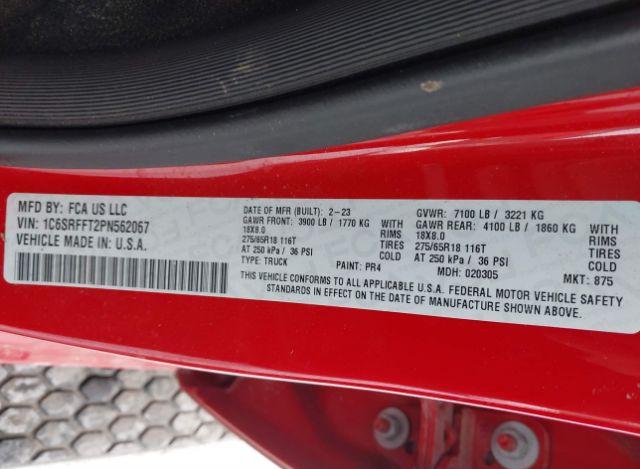 MFD BY: FCA US LLC
VIN: 1C6SRFFT2PN562067
VEHICLE MADE IN U.S.A.
DATE OF MFR (BUILT): 2-23
GAWR FRONT: 3900 LB / 1770 KG WITH
18X8.0 RIMS
275/65R18 116T TIRES
AT 250 kPa / 36 PSI COLD
TYPE: TRUCK PAINT: PR4
GVWR: 7100 LB / 3221 KG
GAWR REAR: 4100 LB / 1860 KG WITH
18X8.0 RIMS
275/65R18 116T TIRES
AT 250 kPa / 36 PSI COLD
MDH: 020305 MKT: 875
THIS VEHICLE CONFORMS TO ALL APPLICABLE U.S.A. FEDERAL MOTOR VEHICLE SAFETY
STANDARDS IN EFFECT ON THE DATE OF MANUFACTURE SHOWN ABOVE.